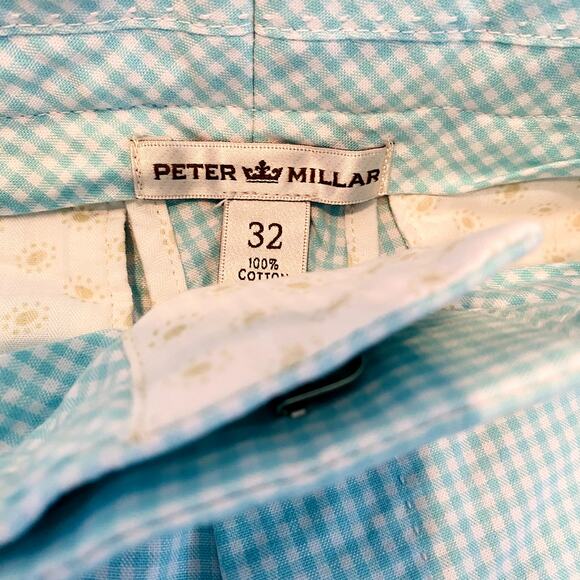 PETER MILLAR
32
100%
COTTON